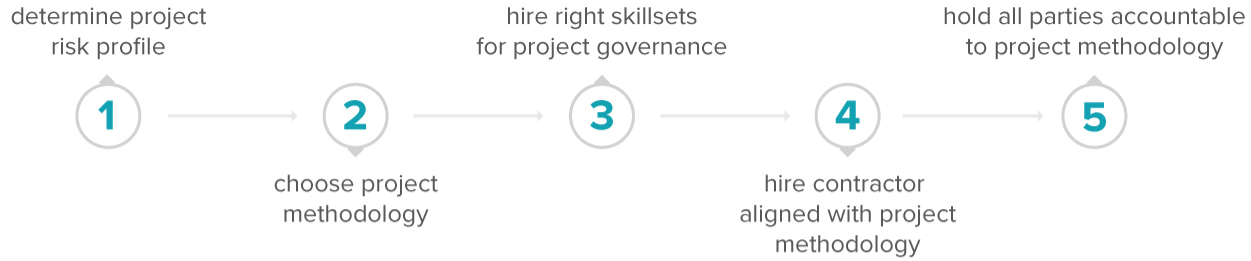 determine project
risk profile
1
2
choose project
methodology
hire right skillsets
for project governance
3
4
hire contractor
aligned with project
methodology
hold all parties accountable
to project methodology
5